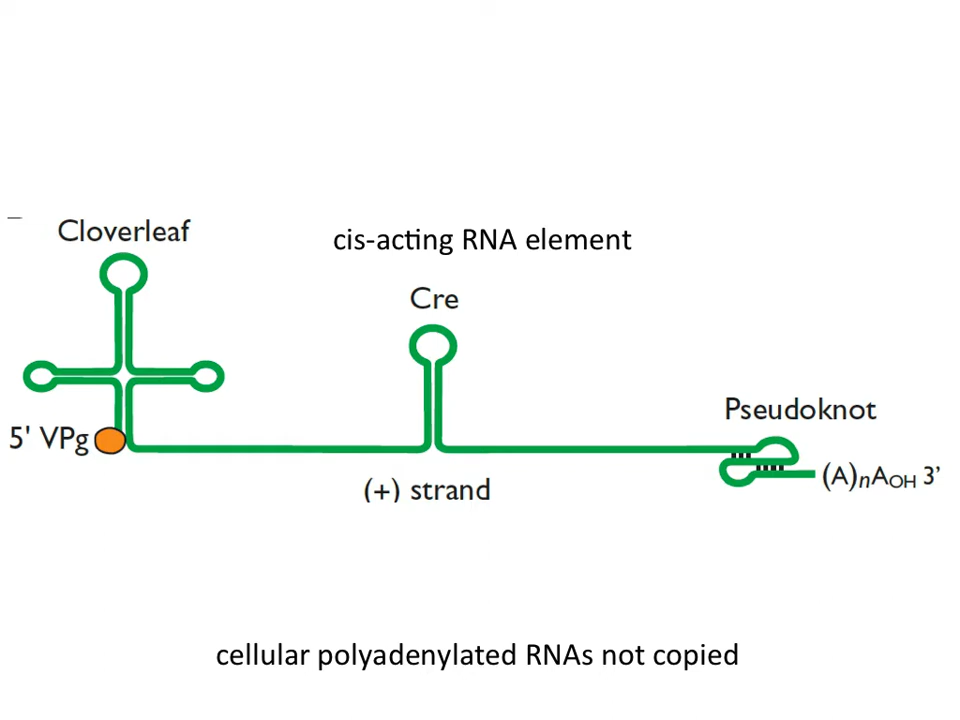 Cloverleaf
cis-acting RNA element
Cre
Pseudoknot
5' VPg
(A)nAOH 3’
(+) strand
cellular polyadenylated RNAs not copied